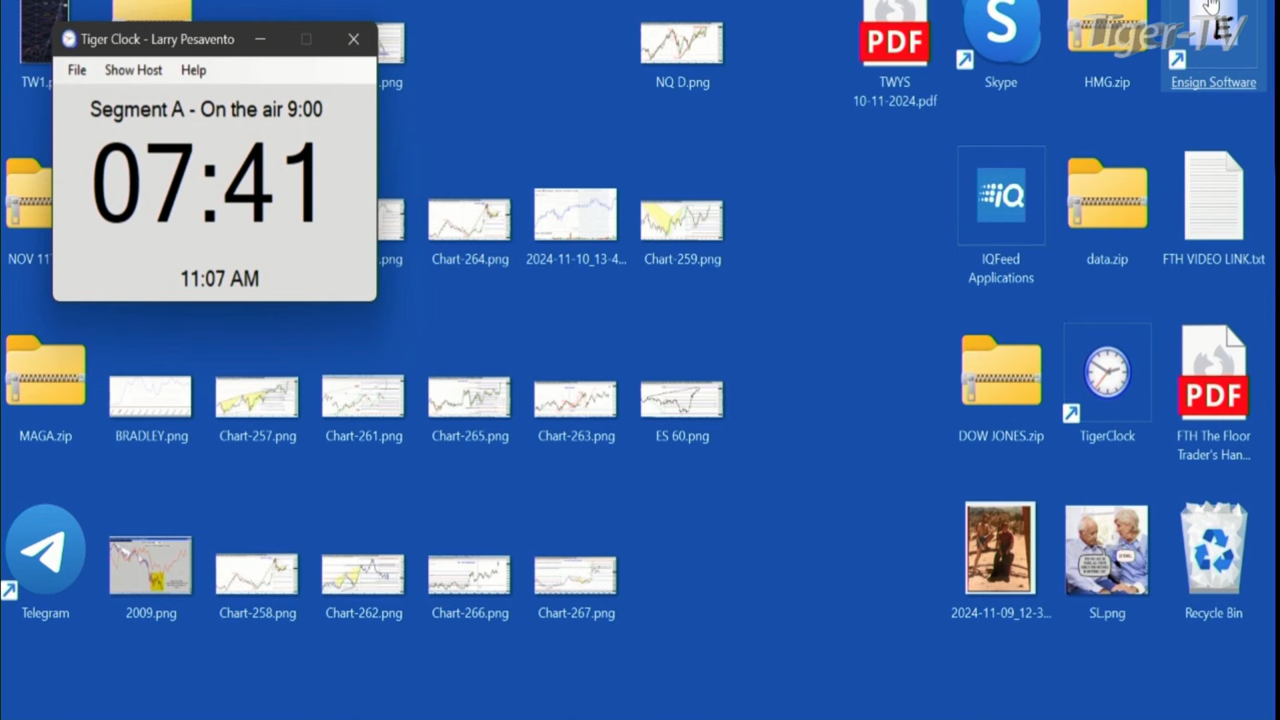 Tiger Clock - Larry Pesavento
File Show Host Help
Segment A - On the air 9:00
07:41
11:07 AM
Tiger-TV
TW1.p
.png
NQ D.png
PDF
TWYS
10-11-2024.pdf
S
Skype
HMG.zip
E
Ensign Software
NOV 11
.png
Chart-264.png
2024-11-10_13-4...
Chart-259.png
iQ
IQFeed
Applications
data.zip
FTH VIDEO LINK.txt
MAGA.zip
BRADLEY.png
Chart-257.png
Chart-261.png
Chart-265.png
Chart-263.png
ES 60.png
DOW JONES.zip
TigerClock
PDF
FTH The Floor
Trader's Han...
Telegram
2009.png
Chart-258.png
Chart-262.png
Chart-266.png
Chart-267.png
2024-11-09_12-3...
SL.png
Recycle Bin